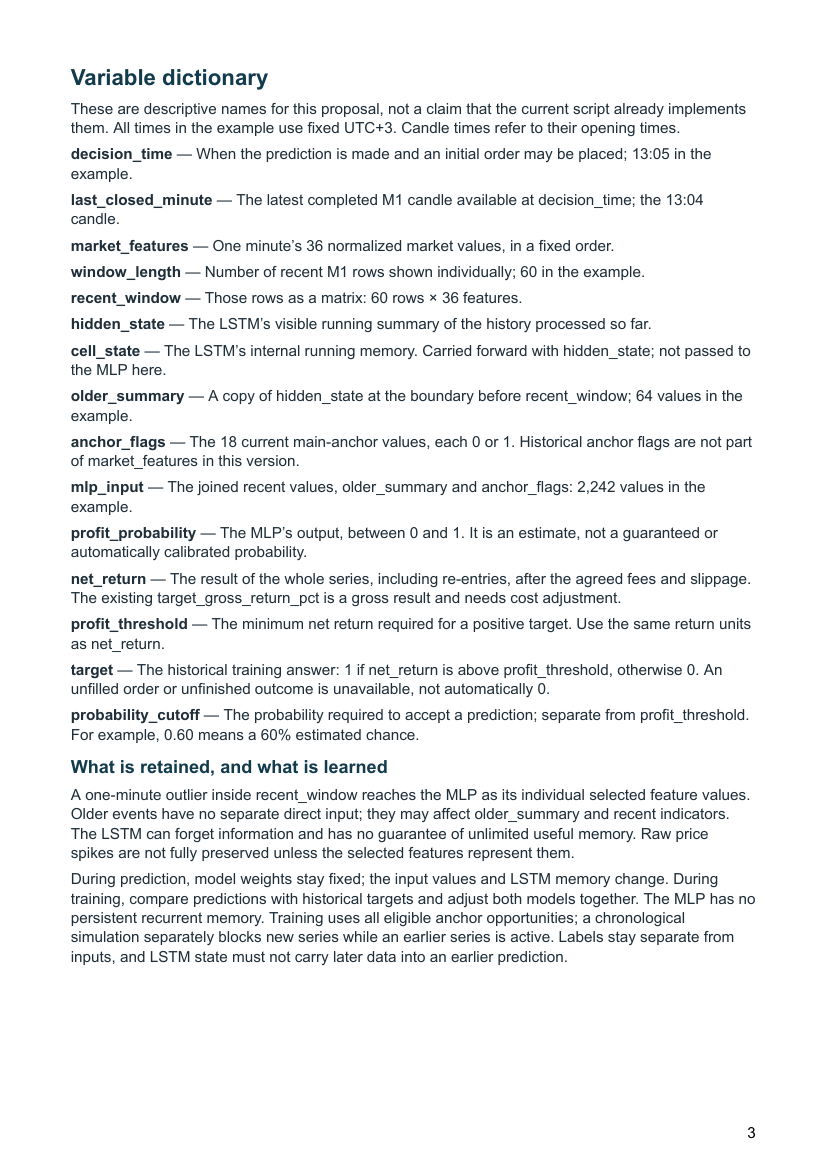 Variable dictionary
These are descriptive names for this proposal, not a claim that the current script already implements
them. All times in the example use fixed UTC+3. Candle times refer to their opening times.
decision_time — When the prediction is made and an initial order may be placed; 13:05 in the
example.
last_closed_minute — The latest completed M1 candle available at decision_time; the 13:04
candle.
market_features — One minute’s 36 normalized market values, in a fixed order.
window_length — Number of recent M1 rows shown individually; 60 in the example.
recent_window — Those rows as a matrix: 60 rows × 36 features.
hidden_state — The LSTM’s visible running summary of the history processed so far.
cell_state — The LSTM’s internal running memory. Carried forward with hidden_state; not passed to
the MLP here.
older_summary — A copy of hidden_state at the boundary before recent_window; 64 values in the
example.
anchor_flags — The 18 current main-anchor values, each 0 or 1. Historical anchor flags are not part
of market_features in this version.
mlp_input — The joined recent values, older_summary and anchor_flags: 2,242 values in the
example.
profit_probability — The MLP’s output, between 0 and 1. It is an estimate, not a guaranteed or
automatically calibrated probability.
net_return — The result of the whole series, including re-entries, after the agreed fees and slippage.
The existing target_gross_return_pct is a gross result and needs cost adjustment.
profit_threshold — The minimum net return required for a positive target. Use the same return units
as net_return.
target — The historical training answer: 1 if net_return is above profit_threshold, otherwise 0. An
unfilled order or unfinished outcome is unavailable, not automatically 0.
probability_cutoff — The probability required to accept a prediction; separate from profit_threshold.
For example, 0.60 means a 60% estimated chance.
What is retained, and what is learned
A one-minute outlier inside recent_window reaches the MLP as its individual selected feature values.
Older events have no separate direct input; they may affect older_summary and recent indicators.
The LSTM can forget information and has no guarantee of unlimited useful memory. Raw price
spikes are not fully preserved unless the selected features represent them.
During prediction, model weights stay fixed; the input values and LSTM memory change. During
training, compare predictions with historical targets and adjust both models together. The MLP has no
persistent recurrent memory. Training uses all eligible anchor opportunities; a chronological
simulation separately blocks new series while an earlier series is active. Labels stay separate from
inputs, and LSTM state must not carry later data into an earlier prediction.
3